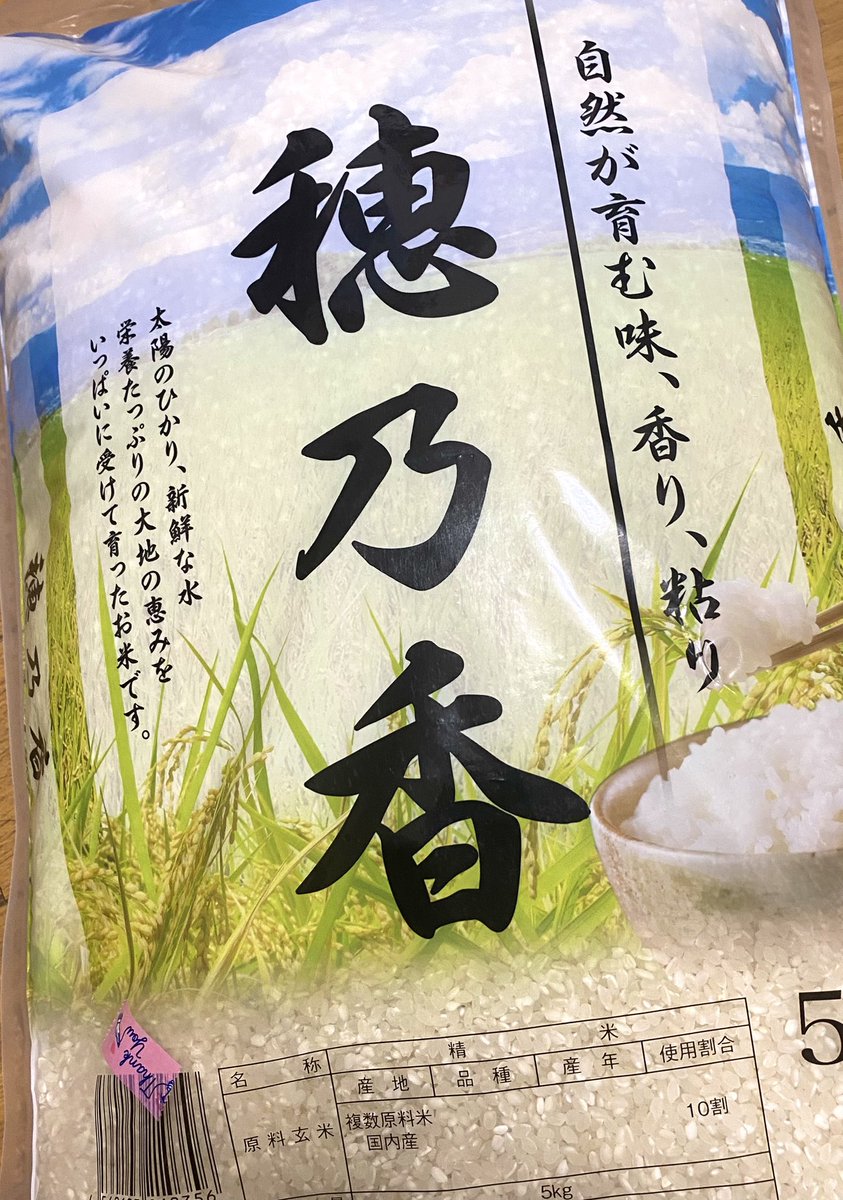 自然が育む味、香り、粘り
穂乃香
太陽のひかり、新鮮な水
栄養たっぷりの大地の恵みを
いっぱいに受けて育ったお米です。
穂乃香
5
Thank You
名称 精米
原料玄米 産地 品種 産年 使用割合
複数原料米
国内産 10割
5kg